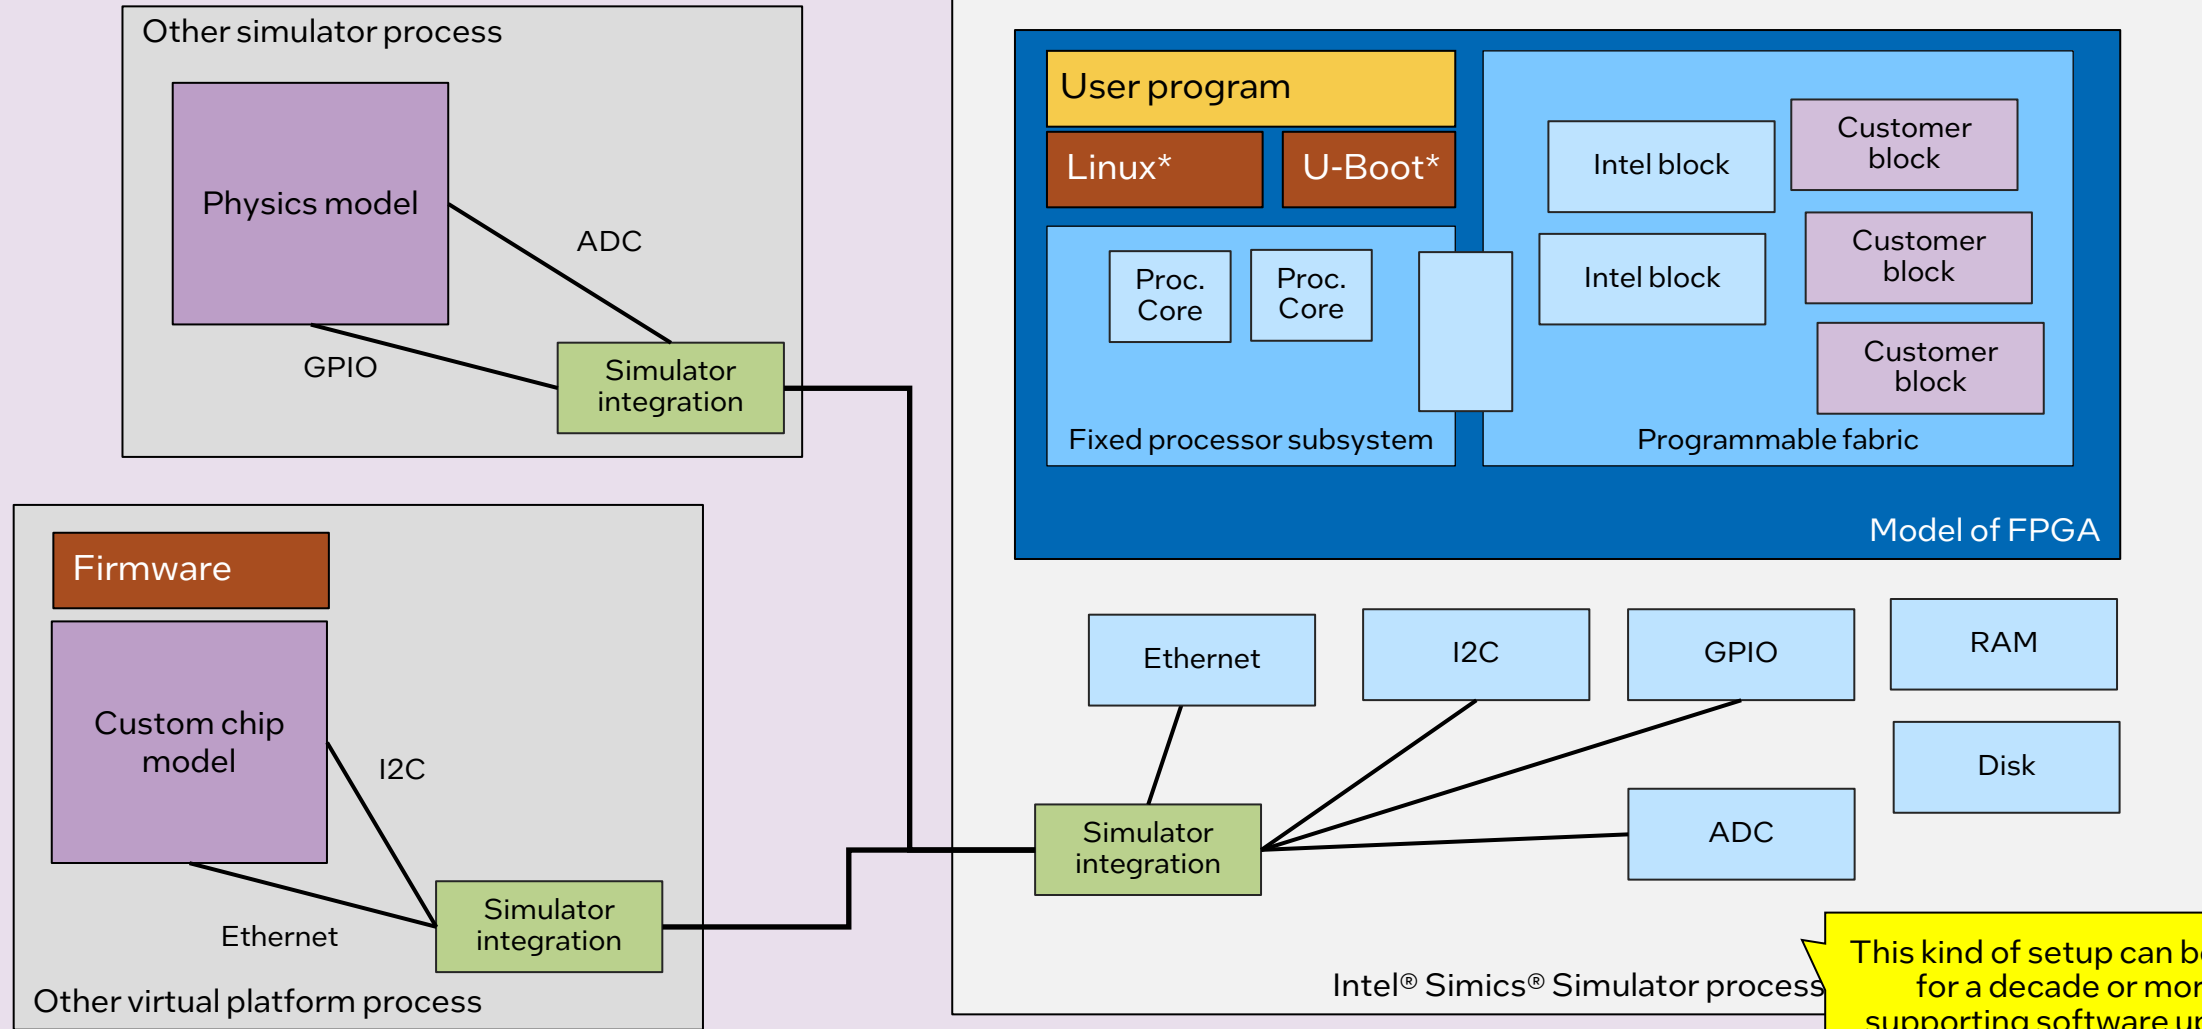 Other simulator process
Physics model
ADC
GPIO
Simulator
integration
Firmware
Custom chip
model
I2C
Ethernet
Simulator
integration
Other virtual platform process
User program
Linux*
U-Boot*
Proc.
Core
Proc.
Core
Fixed processor subsystem
Intel block
Intel block
Customer
block
Customer
block
Customer
block
Programmable fabric
Model of FPGA
Ethernet
I2C
GPIO
RAM
Disk
ADC
Simulator
integration
Intel® Simics® Simulator process
This kind of setup can
for a decade or
supporting software